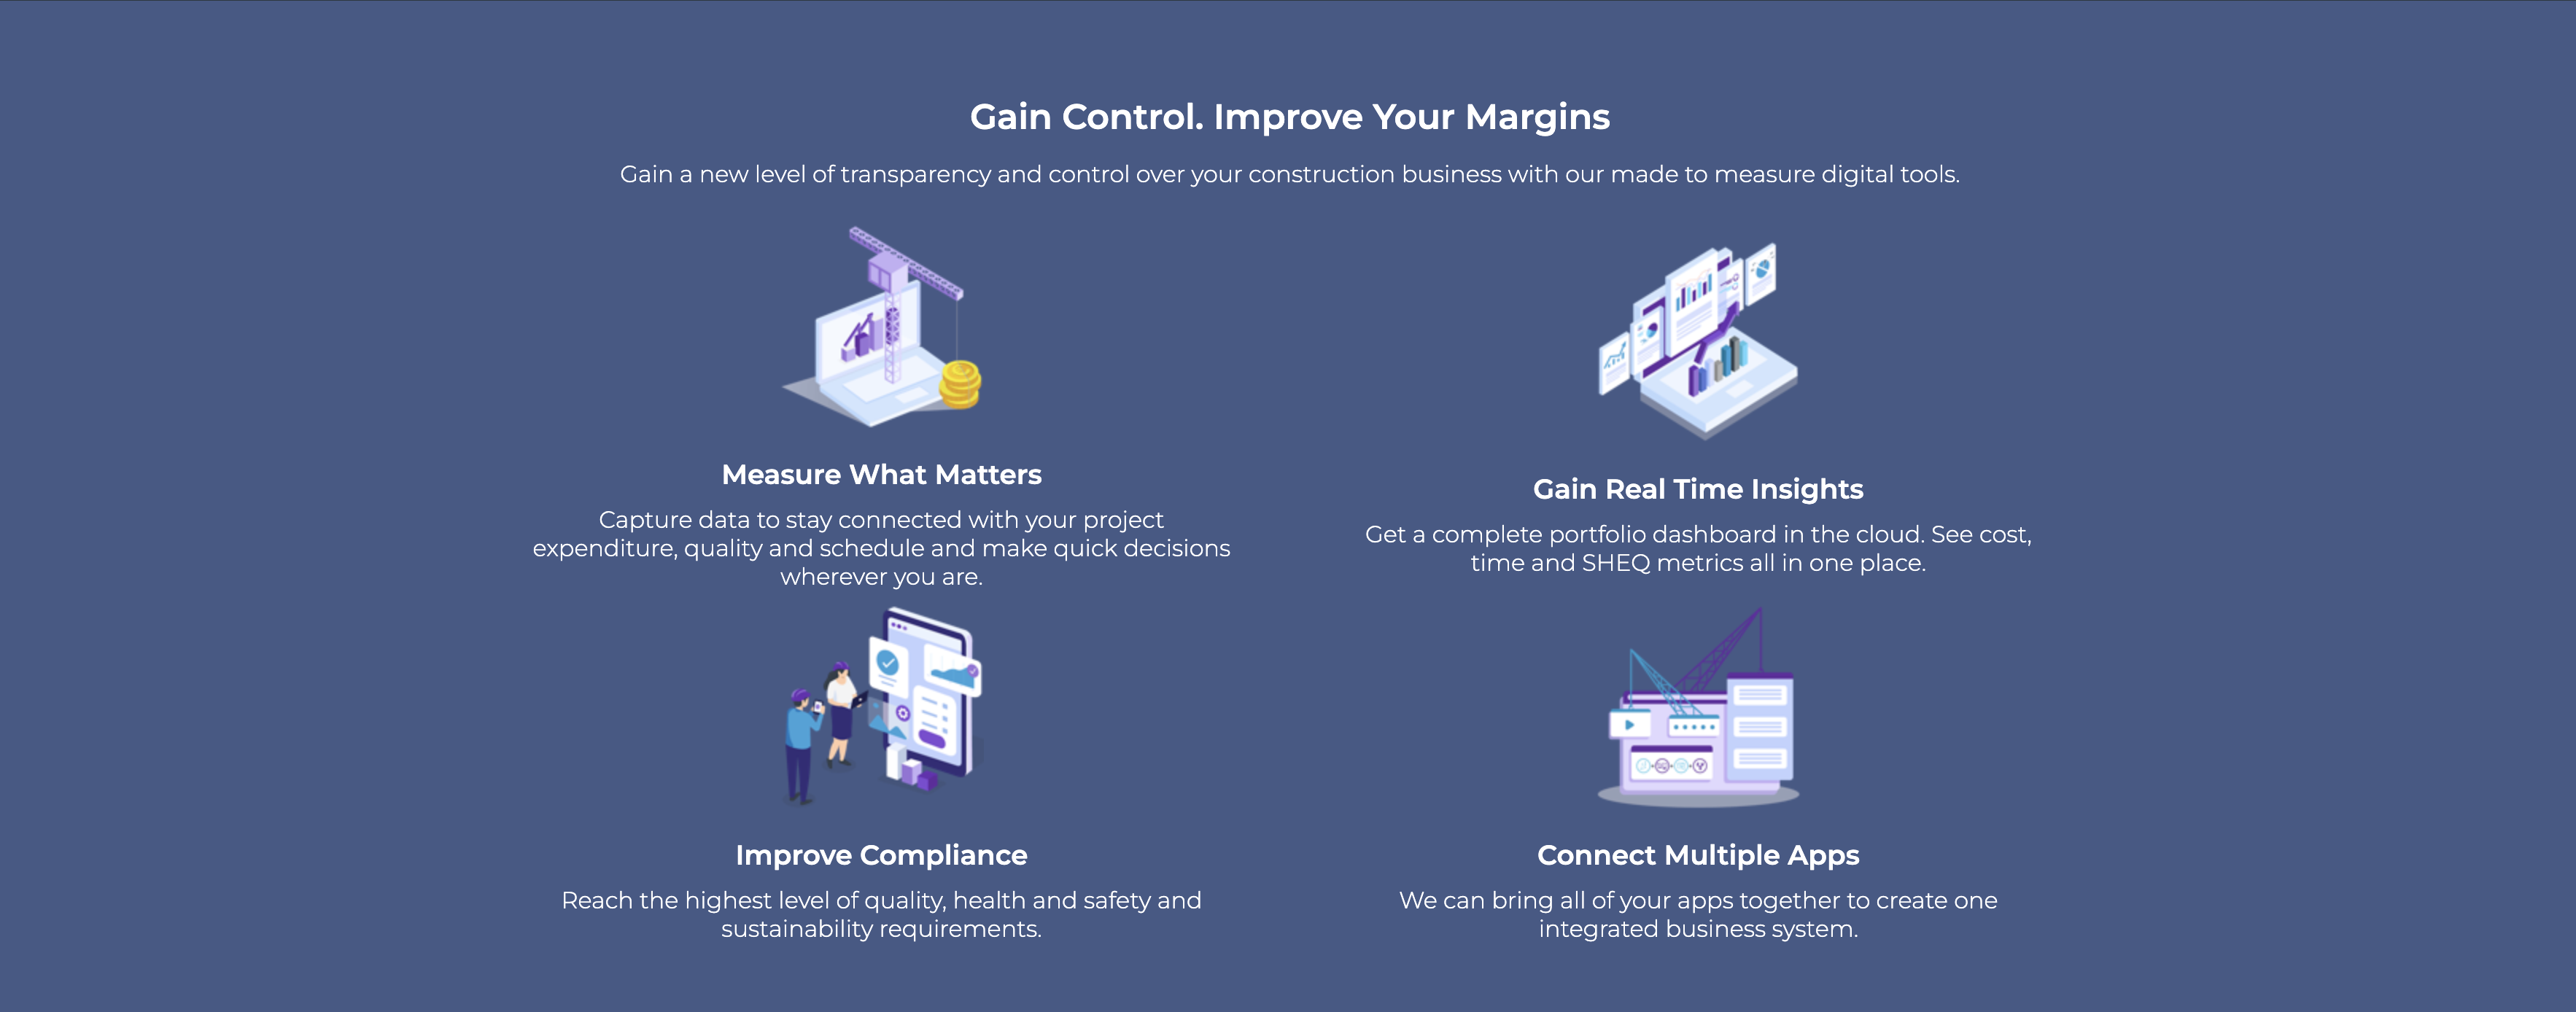 Gain Control. Improve Your Margins
Gain a new level of transparency and control over your construction business with our made to measure digital tools.
Measure What Matters
Capture data to stay connected with your project
expenditure, quality and schedule and make quick decisions
wherever you are.
Gain Real Time Insights
Get a complete portfolio dashboard in the cloud. See cost,
time and SHEQ metrics all in one place.
Improve Compliance
Reach the highest level of quality, health and safety and
sustainability requirements.
Connect Multiple Apps
We can bring all of your apps together to create one
integrated business system.